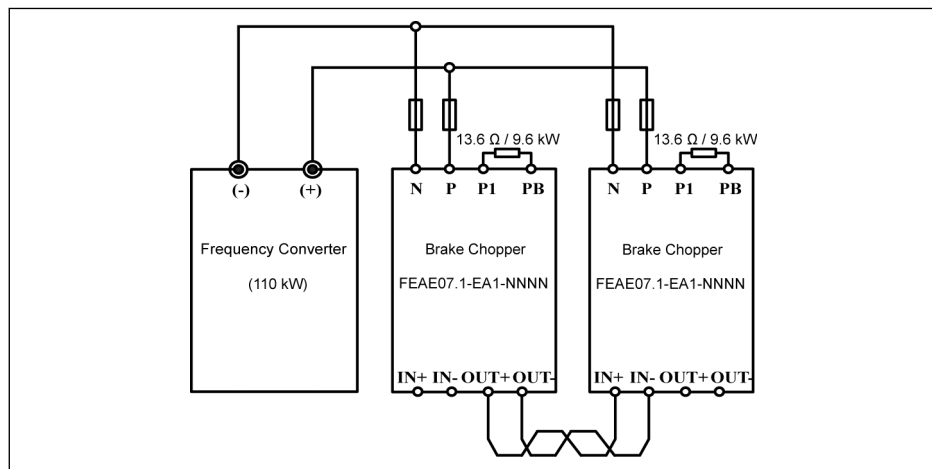 13.6 Ω / 9.6 kW
13.6 Ω / 9.6 kW
(-) (+)
N P P1 PB
N P P1 PB
Frequency Converter
(110 kW)
Brake Chopper
FEAE07.1-EA1-NNNN
Brake Chopper
FEAE07.1-EA1-NNNN
IN+ IN- OUT+ OUT-
IN+ IN- OUT+ OUT-